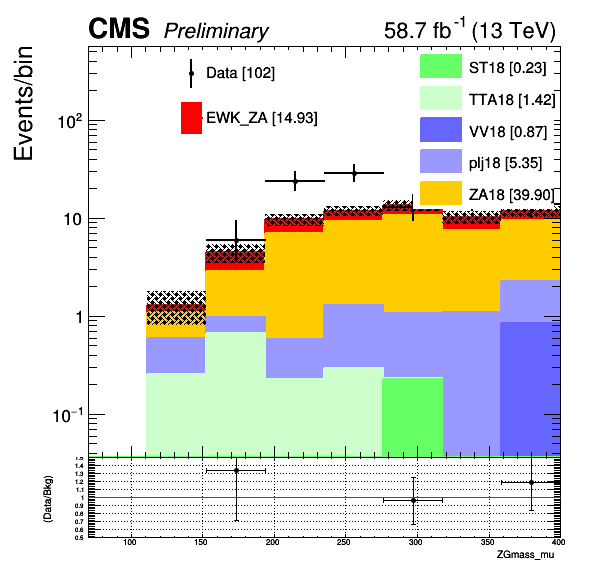 CMS Preliminary 58.7 fb⁻¹ (13 TeV)
Events/bin
Data [102]
EWK_ZA [14.93]
ST18 [0.23]
TTA18 [1.42]
VV18 [0.87]
plj18 [5.35]
ZA18 [39.90]
10²
10
1
10⁻¹
(Data/Bkg)
1.5
1.4
1.3
1.2
1.1
1
0.9
0.8
0.7
0.6
0.5
100 150 200 250 300 350 400
ZGmass_mu